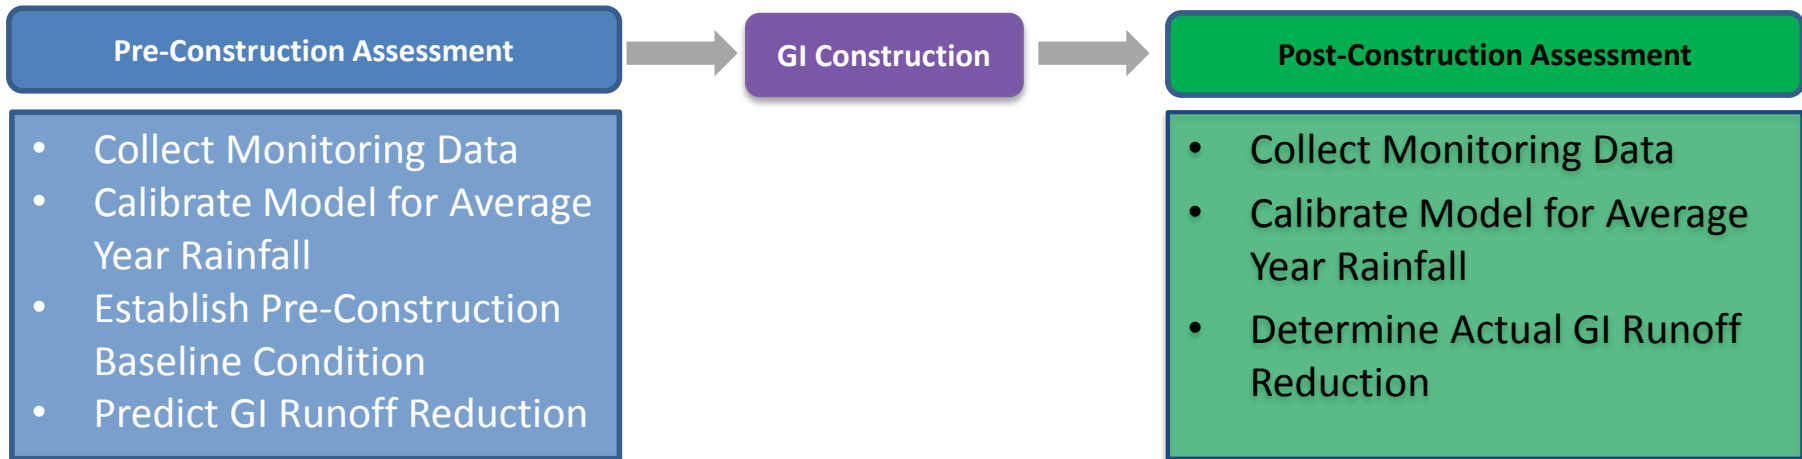 Pre-Construction Assessment
GI Construction
Post-Construction Assessment
• Collect Monitoring Data
• Calibrate Model for Average
Year Rainfall
• Establish Pre-Construction
Baseline Condition
• Predict GI Runoff Reduction
• Collect Monitoring Data
• Calibrate Model for Average
Year Rainfall
• Determine Actual GI Runoff
Reduction